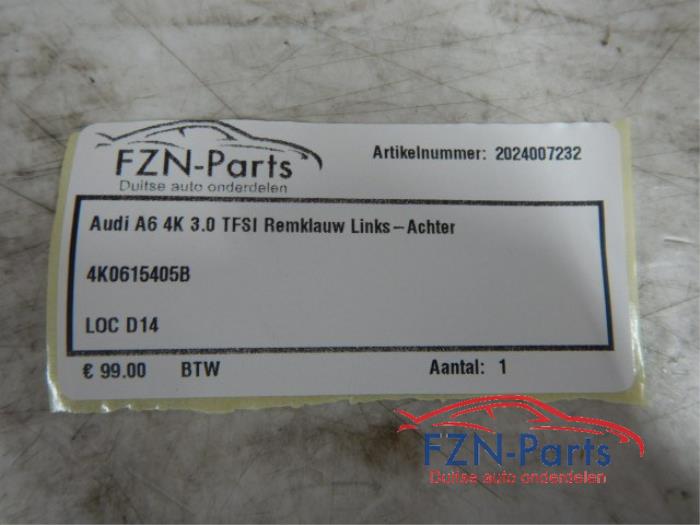 FZN-Parts
Duitse auto onderdelen
Artikelnummer: 2024007232
Audi A6 4K 3.0 TFSI Remklauw Links-Achter
4K0615405B
LOC D14
€ 99.00 BTW Aantal: 1
FZN-Parts
Duitse auto onderdelen